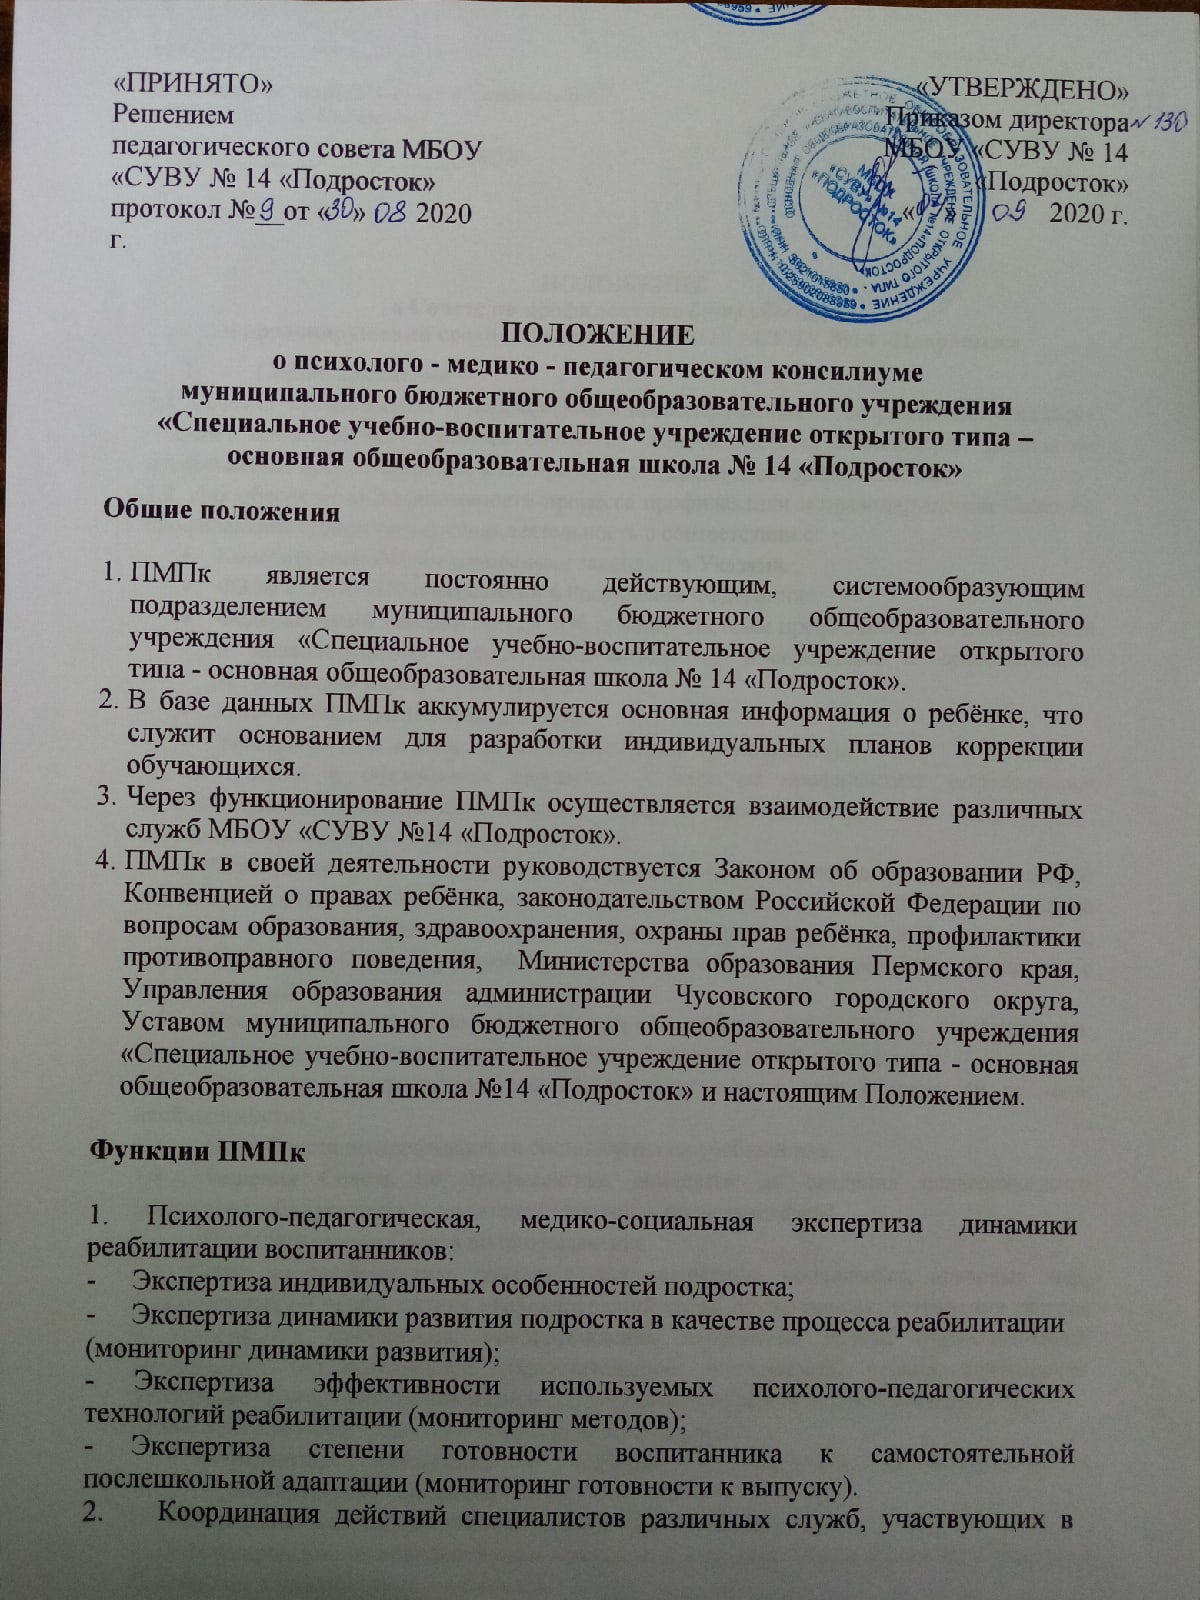 «ПРИНЯТО»
Решением
педагогического совета МБОУ
«СУВУ № 14 «Подросток»
протокол № 9 от «30» 08 2020
г.
«УТВЕРЖДЕНО»
Приказом директора № 130
МБОУ «СУВУ № 14
«Подросток»
09 2020 г.
МБОУ
«СУВУ №14
«ПОДРОСТОК»
ПОЛОЖЕНИЕ
о психолого - медико - педагогическом консилиуме
муниципального бюджетного общеобразовательного учреждения
«Специальное учебно-воспитательное учреждение открытого типа –
основная общеобразовательная школа № 14 «Подросток»
Общие положения
1. ПМПк является постоянно действующим, системообразующим
подразделением муниципального бюджетного общеобразовательного
учреждения «Специальное учебно-воспитательное учреждение открытого
типа - основная общеобразовательная школа № 14 «Подросток».
2. В базе данных ПМПк аккумулируется основная информация о ребёнке, что
служит основанием для разработки индивидуальных планов коррекции
обучающихся.
3. Через функционирование ПМПк осуществляется взаимодействие различных
служб МБОУ «СУВУ №14 «Подросток».
4. ПМПк в своей деятельности руководствуется Законом об образовании РФ,
Конвенцией о правах ребёнка, законодательством Российской Федерации по
вопросам образования, здравоохранения, охраны прав ребёнка, профилактики
противоправного поведения, Министерства образования Пермского края,
Управления образования администрации Чусовского городского округа,
Уставом муниципального бюджетного общеобразовательного учреждения
«Специальное учебно-воспитательное учреждение открытого типа - основная
общеобразовательная школа №14 «Подросток» и настоящим Положением.
Функции ПМПк
1. Психолого-педагогическая, медико-социальная экспертиза динамики
реабилитации воспитанников:
- Экспертиза индивидуальных особенностей подростка;
- Экспертиза динамики развития подростка в качестве процесса реабилитации
(мониторинг динамики развития);
- Экспертиза эффективности используемых психолого-педагогических
технологий реабилитации (мониторинг методов);
- Экспертиза степени готовности воспитанника к самостоятельной
послешкольной адаптации (мониторинг готовности к выпуску).
2. Координация действий специалистов различных служб, участвующих в